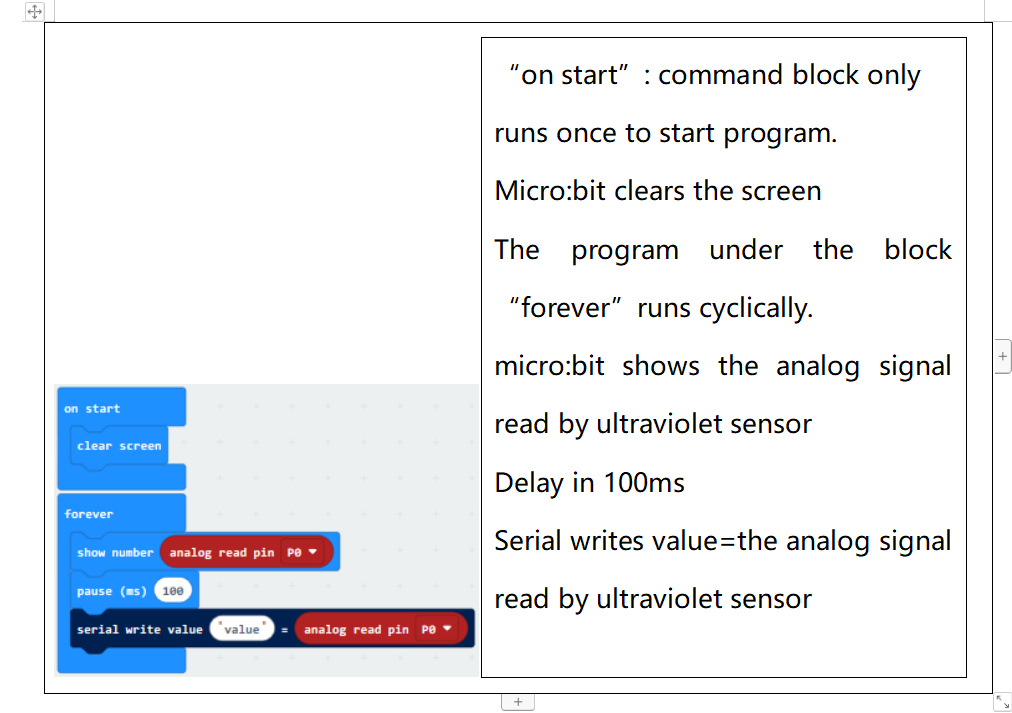 on start
clear screen
forever
show number analog read pin P0
pause (ms) 100
serial write value "value" = analog read pin P0
“on start” : command block only
runs once to start program.
Micro:bit clears the screen
The program under the block
“forever” runs cyclically.
micro:bit shows the analog signal
read by ultraviolet sensor
Delay in 100ms
Serial writes value=the analog signal
read by ultraviolet sensor